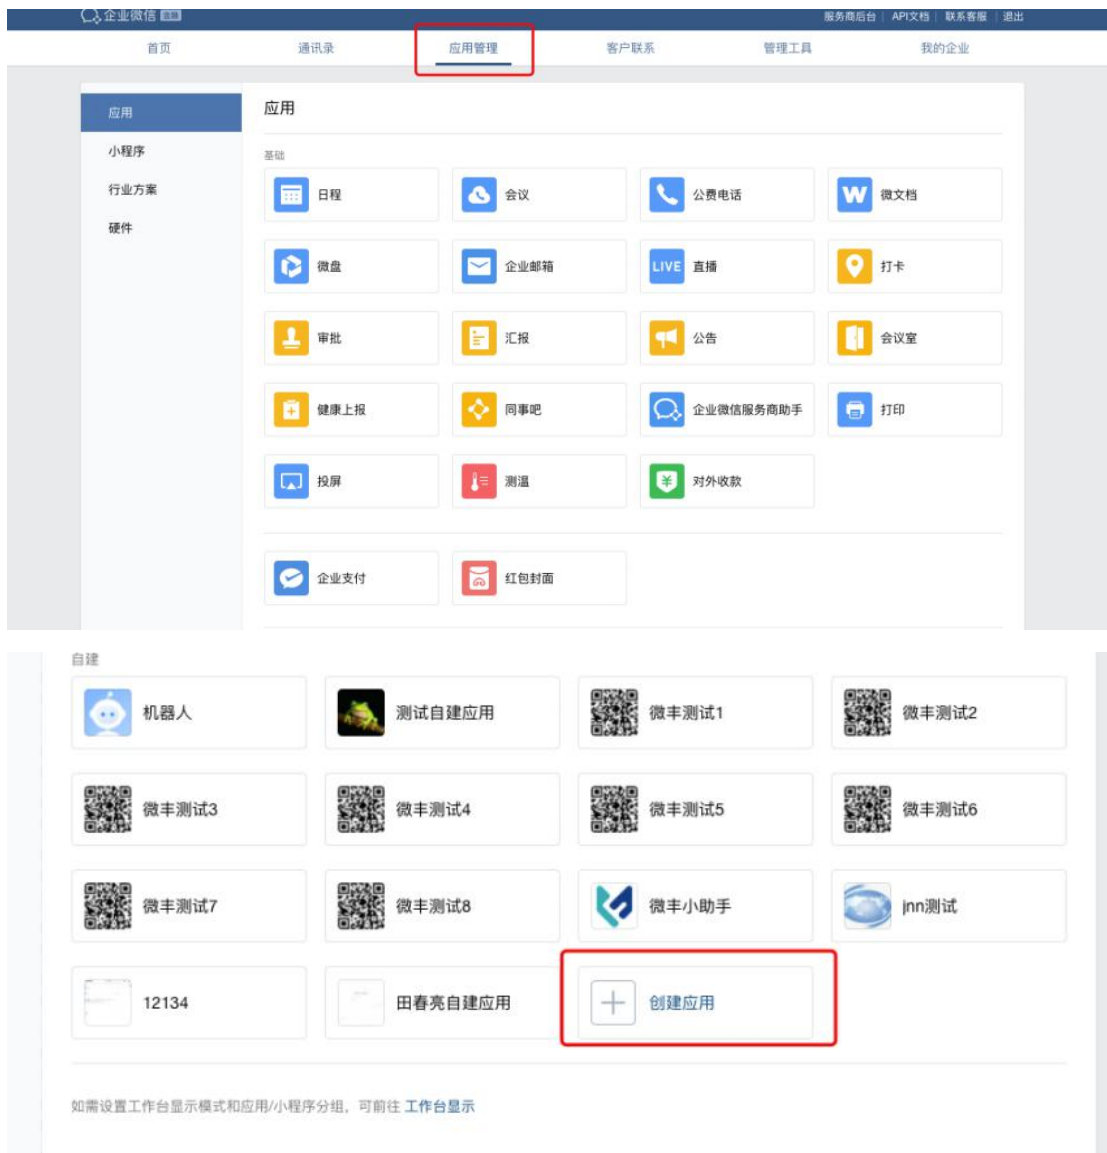 企业微信
服务商后台 API文档 联系客服 退出
首页 通讯录 应用管理 客户联系 管理工具 我的企业
应用
小程序
行业方案
硬件
应用
基础
日程 会议 公费电话 微文档
微盘 企业邮箱 LIVE 直播 打卡
审批 汇报 公告 会议室
健康上报 同事吧 企业微信服务商助手 打印
投屏 测温 对外收款
企业支付 红包封面
自建
机器人 测试自建应用 微丰测试1 微丰测试2
微丰测试3 微丰测试4 微丰测试5 微丰测试6
微丰测试7 微丰测试8 微丰小助手 jnn测试
12134 田春亮自建应用 创建应用
如需设置工作台显示模式和应用/小程序分组，可前往 工作台显示